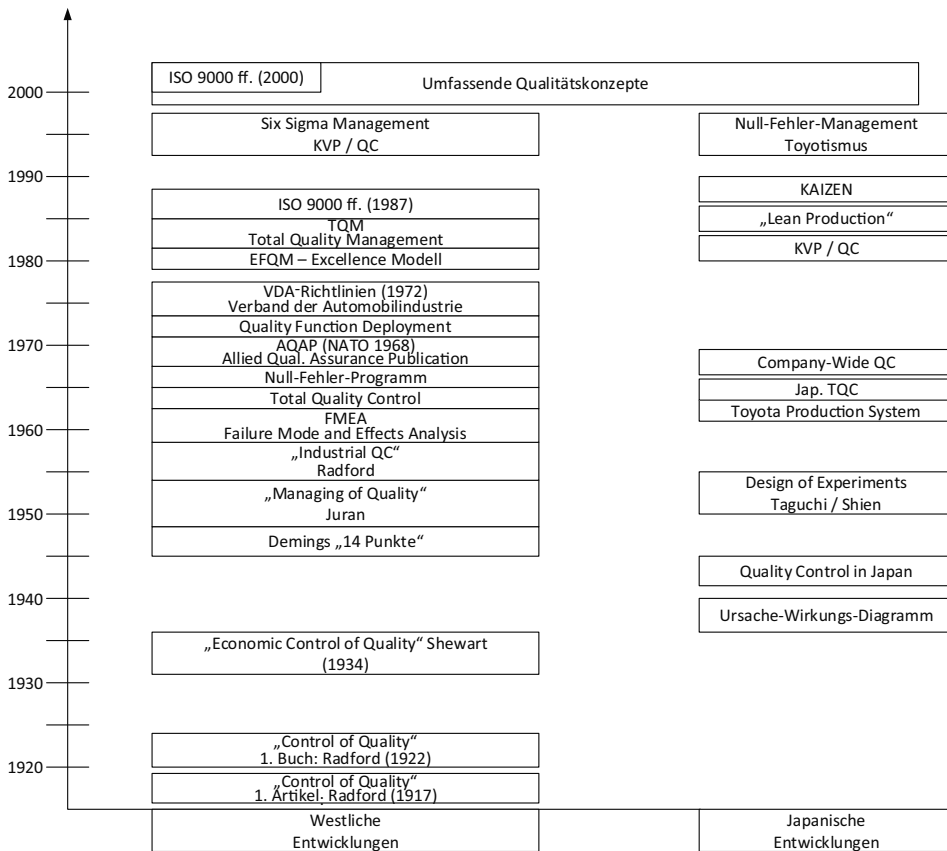 ISO 9000 ff. (2000)
Umfassende Qualitätskonzepte
2000
Six Sigma Management
KVP / QC
Null-Fehler-Management
Toyotismus
1990
KAIZEN
ISO 9000 ff. (1987)
„Lean Production“
TQM
Total Quality Management
KVP / QC
1980
EFQM – Excellence Modell
VDA-Richtlinien (1972)
Verband der Automobilindustrie
Quality Function Deployment
1970
AQAP (NATO 1968)
Allied Qual. Assurance Publication
Company-Wide QC
Null-Fehler-Programm
Jap. TQC
Total Quality Control
Toyota Production System
1960
FMEA
Failure Mode and Effects Analysis
„Industrial QC“
Radford
Design of Experiments
Taguchi / Shien
„Managing of Quality“
Juran
1950
Demings „14 Punkte“
Quality Control in Japan
1940
Ursache-Wirkungs-Diagramm
„Economic Control of Quality“ Shewart
(1934)
1930
„Control of Quality“
1. Buch: Radford (1922)
1920
„Control of Quality“
1. Artikel: Radford (1917)
Westliche
Entwicklungen
Japanische
Entwicklungen